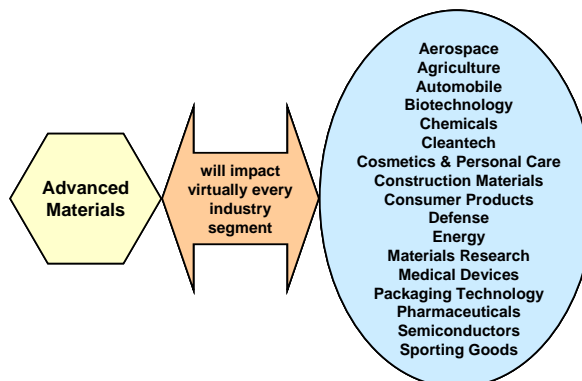 Advanced
Materials
will impact
virtually every
industry
segment
Aerospace
Agriculture
Automobile
Biotechnology
Chemicals
Cleantech
Cosmetics & Personal Care
Construction Materials
Consumer Products
Defense
Energy
Materials Research
Medical Devices
Packaging Technology
Pharmaceuticals
Semiconductors
Sporting Goods